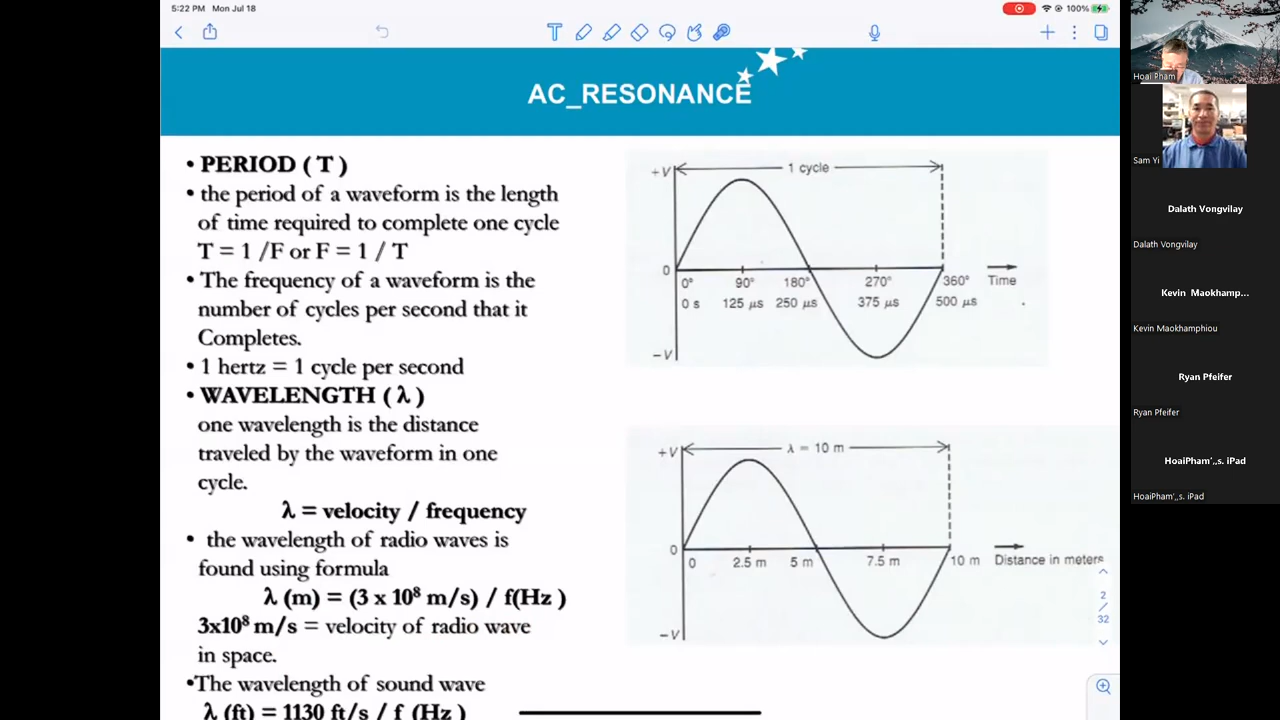 5:22 PM Mon Jul 18
100%
AC_RESONANCE
• PERIOD ( T )
• the period of a waveform is the length
of time required to complete one cycle
T = 1 /F or F = 1 / T
• The frequency of a waveform is the
number of cycles per second that it
Completes.
• 1 hertz = 1 cycle per second
• WAVELENGTH ( λ )
one wavelength is the distance
traveled by the waveform in one
cycle.
λ = velocity / frequency
• the wavelength of radio waves is
found using formula
λ (m) = (3 x 10⁸ m/s) / f(Hz )
3x10⁸ m/s = velocity of radio wave
in space.
•The wavelength of sound wave
λ (ft) = 1130 ft/s / f (Hz )
+V
1 cycle
0
0° 90° 180° 270° 360° Time
0 s 125 μs 250 μs 375 μs 500 μs
−V
+V
λ = 10 m
0
0 2.5 m 5 m 7.5 m 10 m Distance in meters
−V
2
/
32
Hoai Pham
Sam Yi
Dalath Vongvilay
Dalath Vongvilay
Kevin Maokhamp...
Kevin Maokhamphiou
Ryan Pfeifer
Ryan Pfeifer
HoaiPham’,,s. iPad
HoaiPham’,,s. iPad